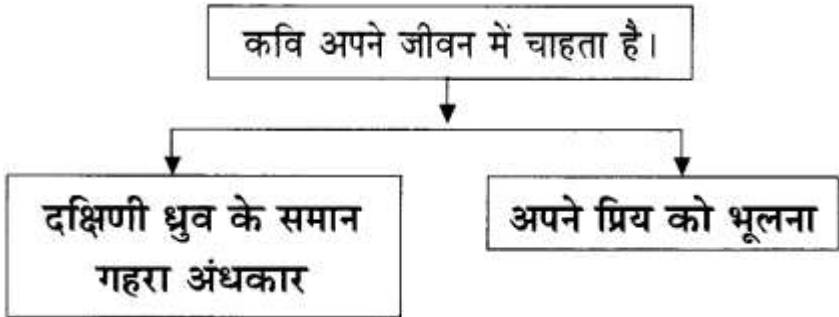 कवि अपने जीवन में चाहता है।
दक्षिणी ध्रुव के समान
गहरा अंधकार
अपने प्रिय को भूलना